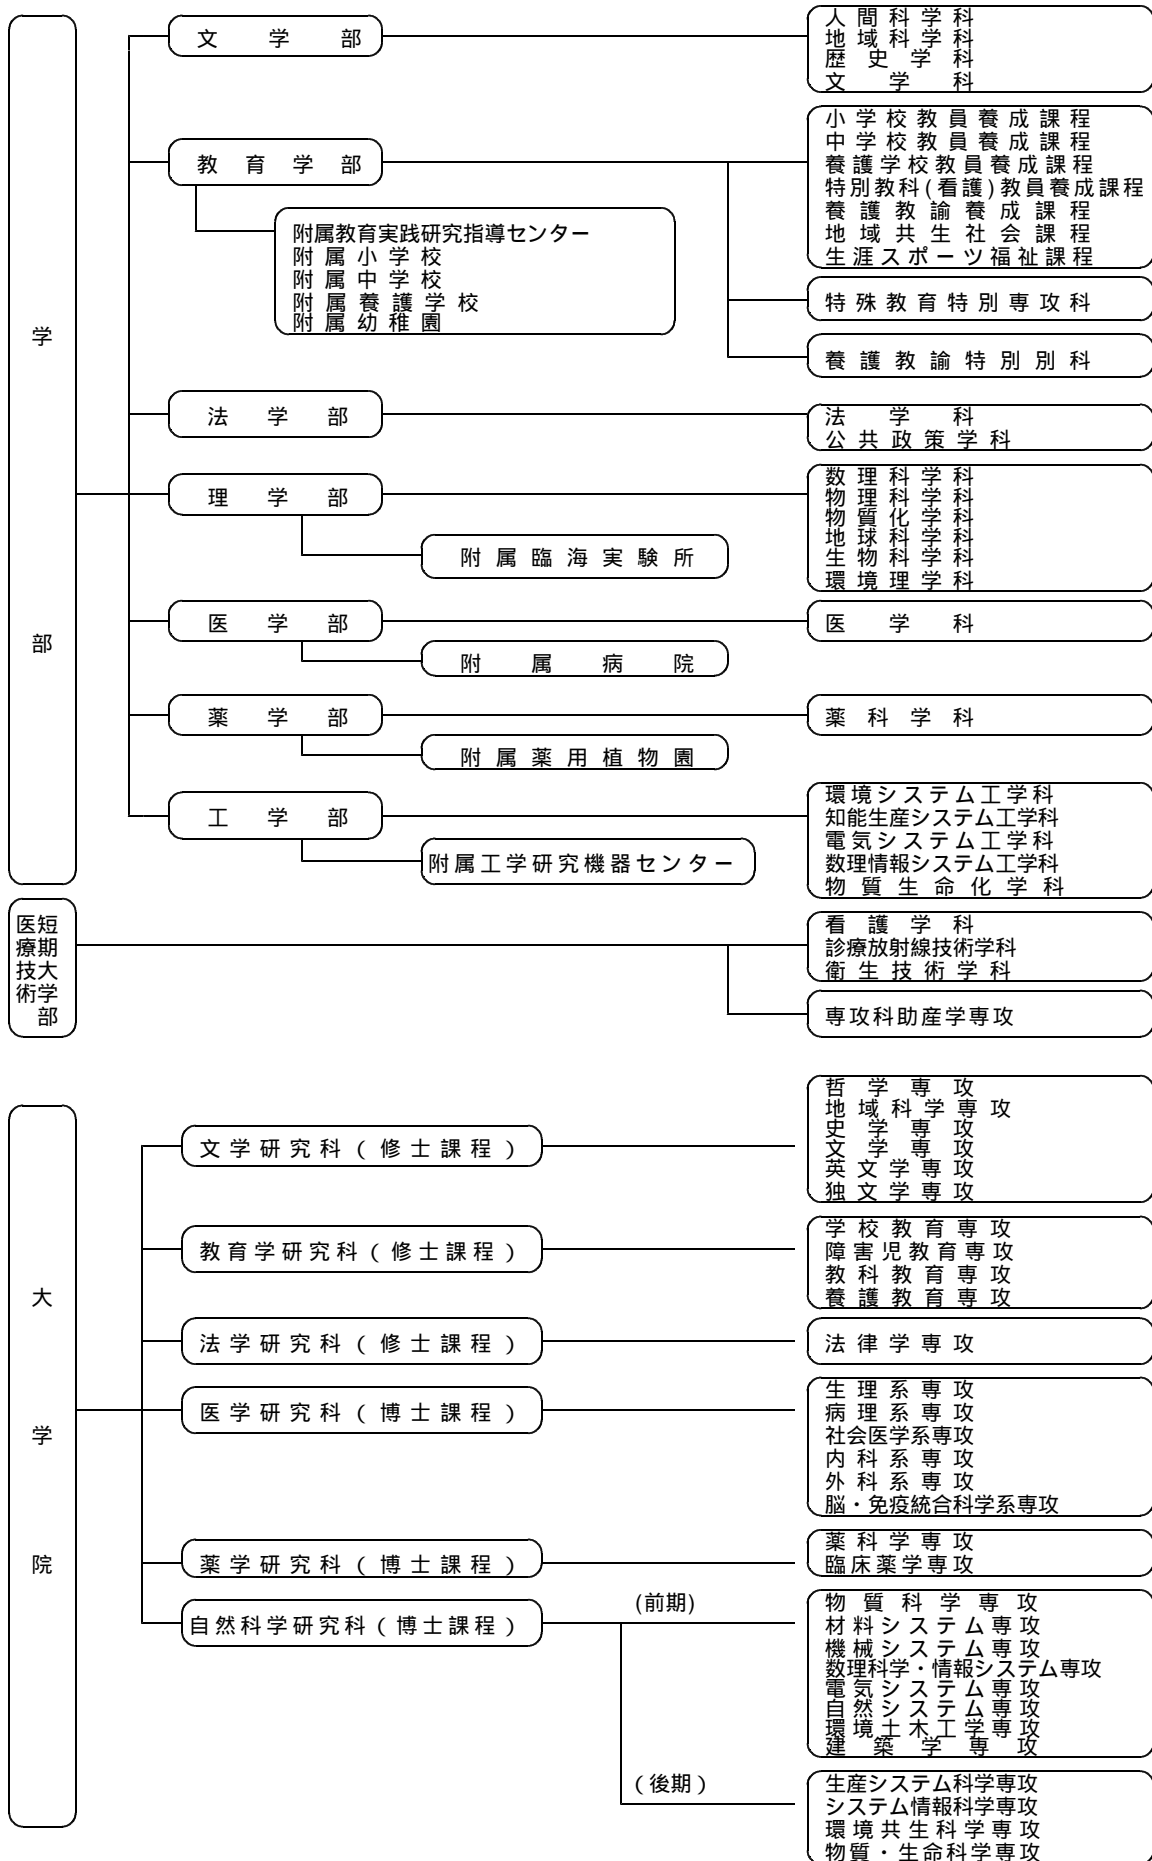 学部
文学部
人間科学科
地域科学科
歴史学科
文学科
教育学部
小学校教員養成課程
中学校教員養成課程
養護学校教員養成課程
特別教科(看護)教員養成課程
養護教諭養成課程
地域共生社会課程
生涯スポーツ福祉課程
附属教育実践研究指導センター
附属小学校
附属中学校
附属養護学校
附属幼稚園
特殊教育特別専攻科
養護教諭特別別科
法学部
法学科
公共政策学科
理学部
数理科学科
物理科学科
物質化学科
地球科学科
生物科学科
環境理学科
附属臨海実験所
医学部
医学科
附属病院
薬学部
薬科学科
附属薬用植物園
工学部
環境システム工学科
知能生産システム工学科
電気システム工学科
数理情報システム工学科
物質生命化学科
附属工学研究機器センター
医療技術
短期大学部
看護学科
診療放射線技術学科
衛生技術学科
専攻科助産学専攻
大学院
文学研究科(修士課程)
哲学専攻
地域科学専攻
史学専攻
文学専攻
英文学専攻
独文学専攻
教育学研究科(修士課程)
学校教育専攻
障害児教育専攻
教科教育専攻
養護教育専攻
法学研究科(修士課程)
法律学専攻
医学研究科(博士課程)
生理系専攻
病理系専攻
社会医学系専攻
内科系専攻
外科系専攻
脳・免疫統合科学系専攻
薬学研究科(博士課程)
薬科学専攻
臨床薬学専攻
自然科学研究科(博士課程)
(前期)
物質科学専攻
材料システム専攻
機械システム専攻
数理科学・情報システム専攻
電気システム専攻
自然システム専攻
環境土木工学専攻
建築学専攻
(後期)
生産システム科学専攻
システム情報科学専攻
環境共生科学専攻
物質・生命科学専攻